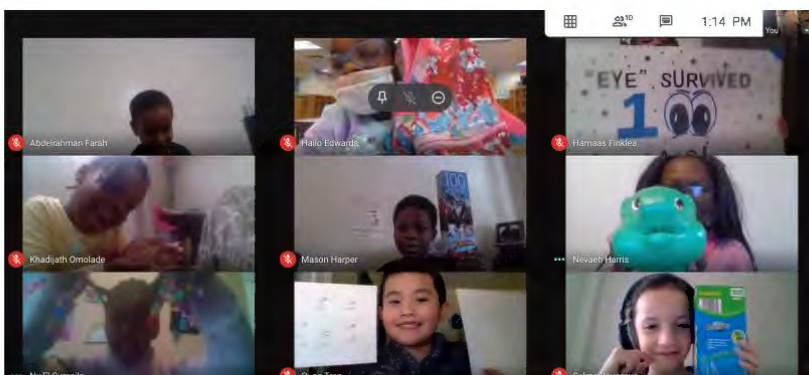 10
1:14 PM
You
Abdelrahman Farah
Hailo Edwards
"EYE" SURVIVED
1
Hamaas Finklea
Khadijath Omolade
100
Mason Harper
Nevaeh Harris